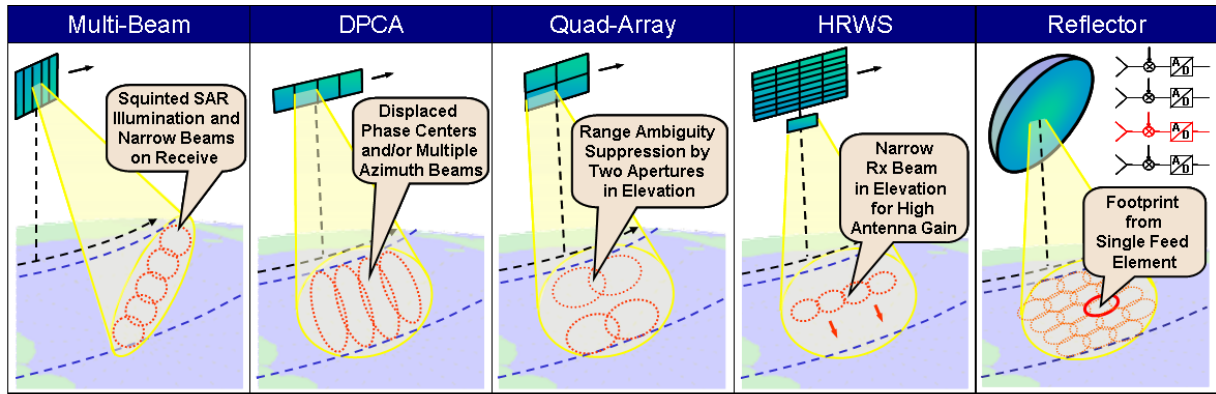 Multi-Beam
Squinted SAR
Illumination and
Narrow Beams
on Receive
DPCA
Displaced
Phase Centers
and/or Multiple
Azimuth Beams
Quad-Array
Range Ambiguity
Suppression by
Two Apertures
in Elevation
HRWS
Narrow
Rx Beam
in Elevation
for High
Antenna Gain
Reflector
A
D
A
D
A
D
A
D
Footprint
from
Single Feed
Element